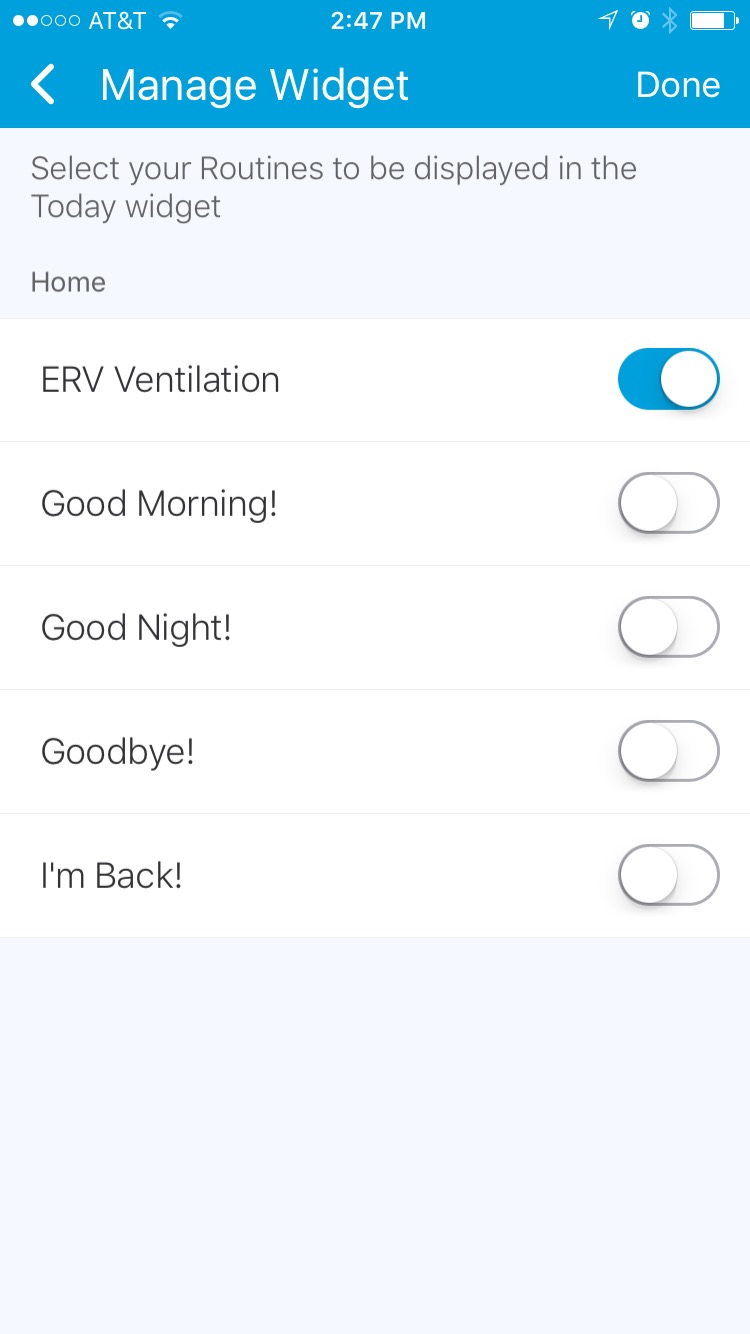 AT&T 2:47 PM
Manage Widget Done
Select your Routines to be displayed in the
Today widget
Home
ERV Ventilation
Good Morning!
Good Night!
Goodbye!
I'm Back!